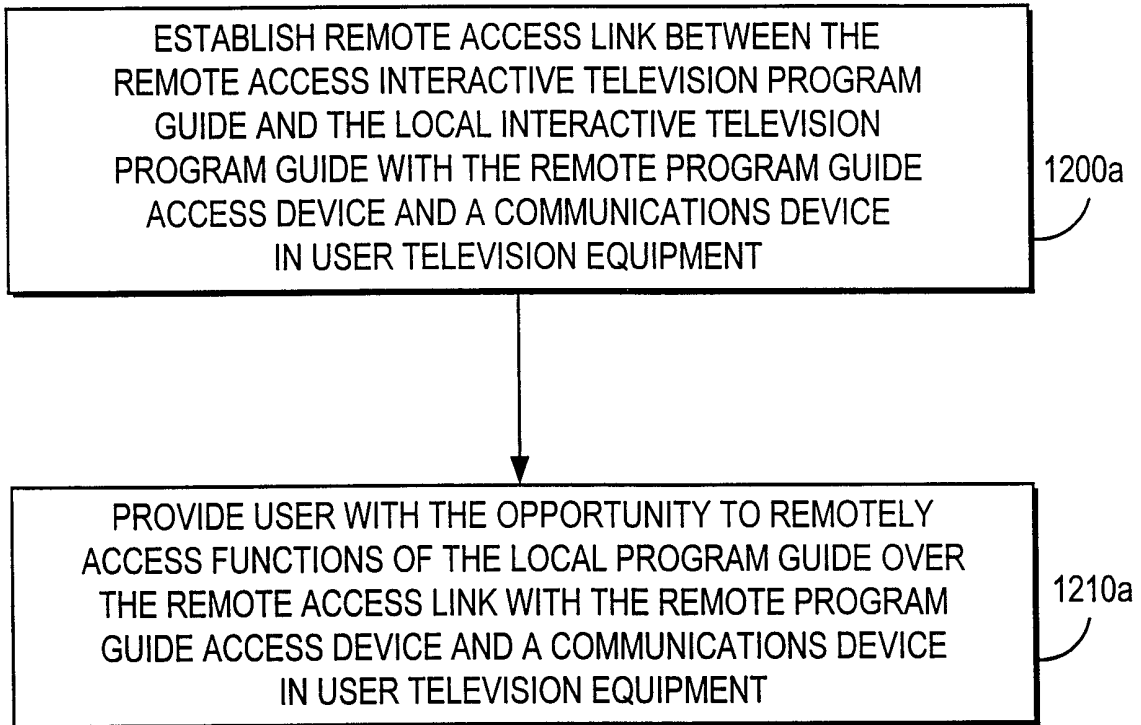 ESTABLISH REMOTE ACCESS LINK BETWEEN THE
REMOTE ACCESS INTERACTIVE TELEVISION PROGRAM
GUIDE AND THE LOCAL INTERACTIVE TELEVISION
PROGRAM GUIDE WITH THE REMOTE PROGRAM GUIDE
ACCESS DEVICE AND A COMMUNICATIONS DEVICE
IN USER TELEVISION EQUIPMENT
1200a
PROVIDE USER WITH THE OPPORTUNITY TO REMOTELY
ACCESS FUNCTIONS OF THE LOCAL PROGRAM GUIDE OVER
THE REMOTE ACCESS LINK WITH THE REMOTE PROGRAM
GUIDE ACCESS DEVICE AND A COMMUNICATIONS DEVICE
IN USER TELEVISION EQUIPMENT
1210a